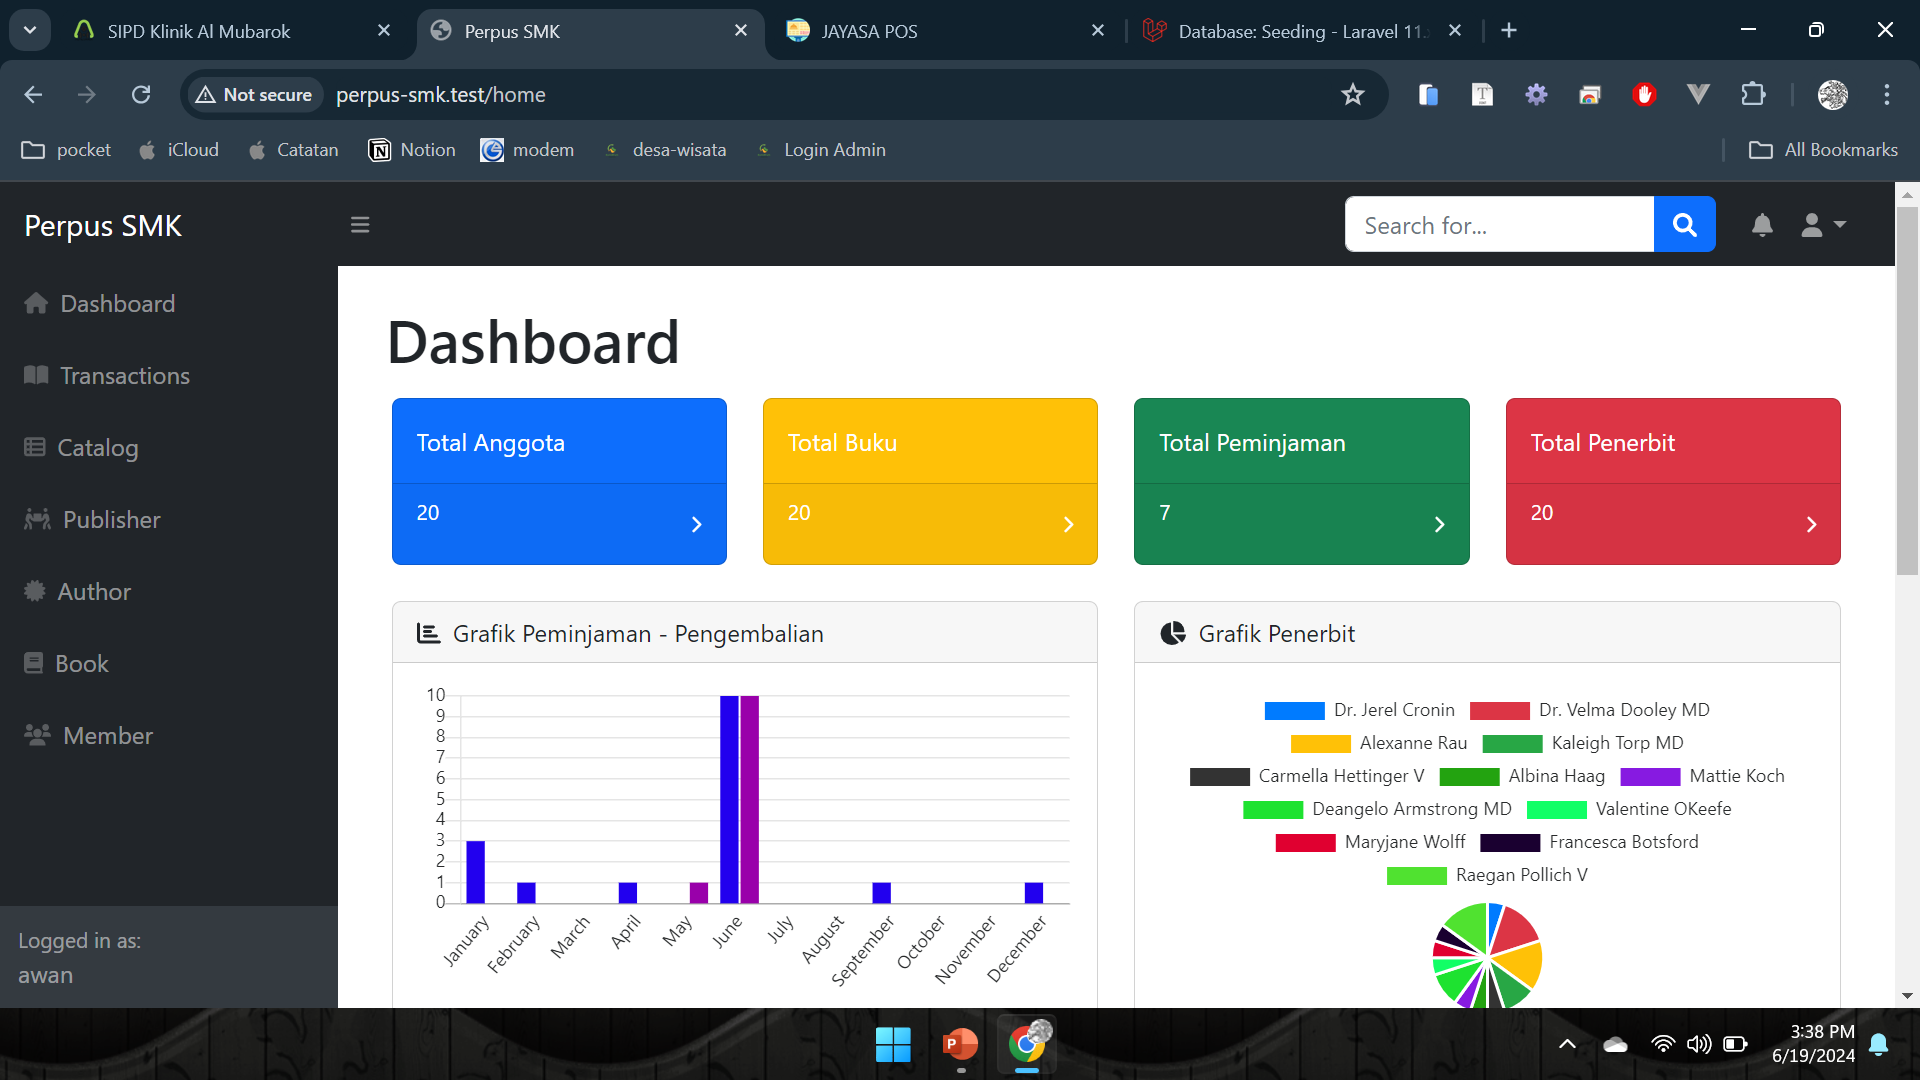 SIPD Klinik Al Mubarok
Perpus SMK
JAYASA POS
Database: Seeding - Laravel 11.
Not secure
perpus-smk.test/home
pocket
iCloud
Catatan
Notion
modem
desa-wisata
Login Admin
All Bookmarks
Perpus SMK
Search for...
Dashboard
Transactions
Catalog
Publisher
Author
Book
Member
Logged in as:
awan
Dashboard
Total Anggota
20
Total Buku
20
Total Peminjaman
7
Total Penerbit
20
Grafik Peminjaman - Pengembalian
10
9
8
7
6
5
4
3
2
1
0
January
February
March
April
May
June
July
August
September
October
November
December
Grafik Penerbit
Dr. Jerel Cronin
Dr. Velma Dooley MD
Alexanne Rau
Kaleigh Torp MD
Carmella Hettinger V
Albina Haag
Mattie Koch
Deangelo Armstrong MD
Valentine OKeefe
Maryjane Wolff
Francesca Botsford
Raegan Pollich V
3:38 PM
6/19/2024